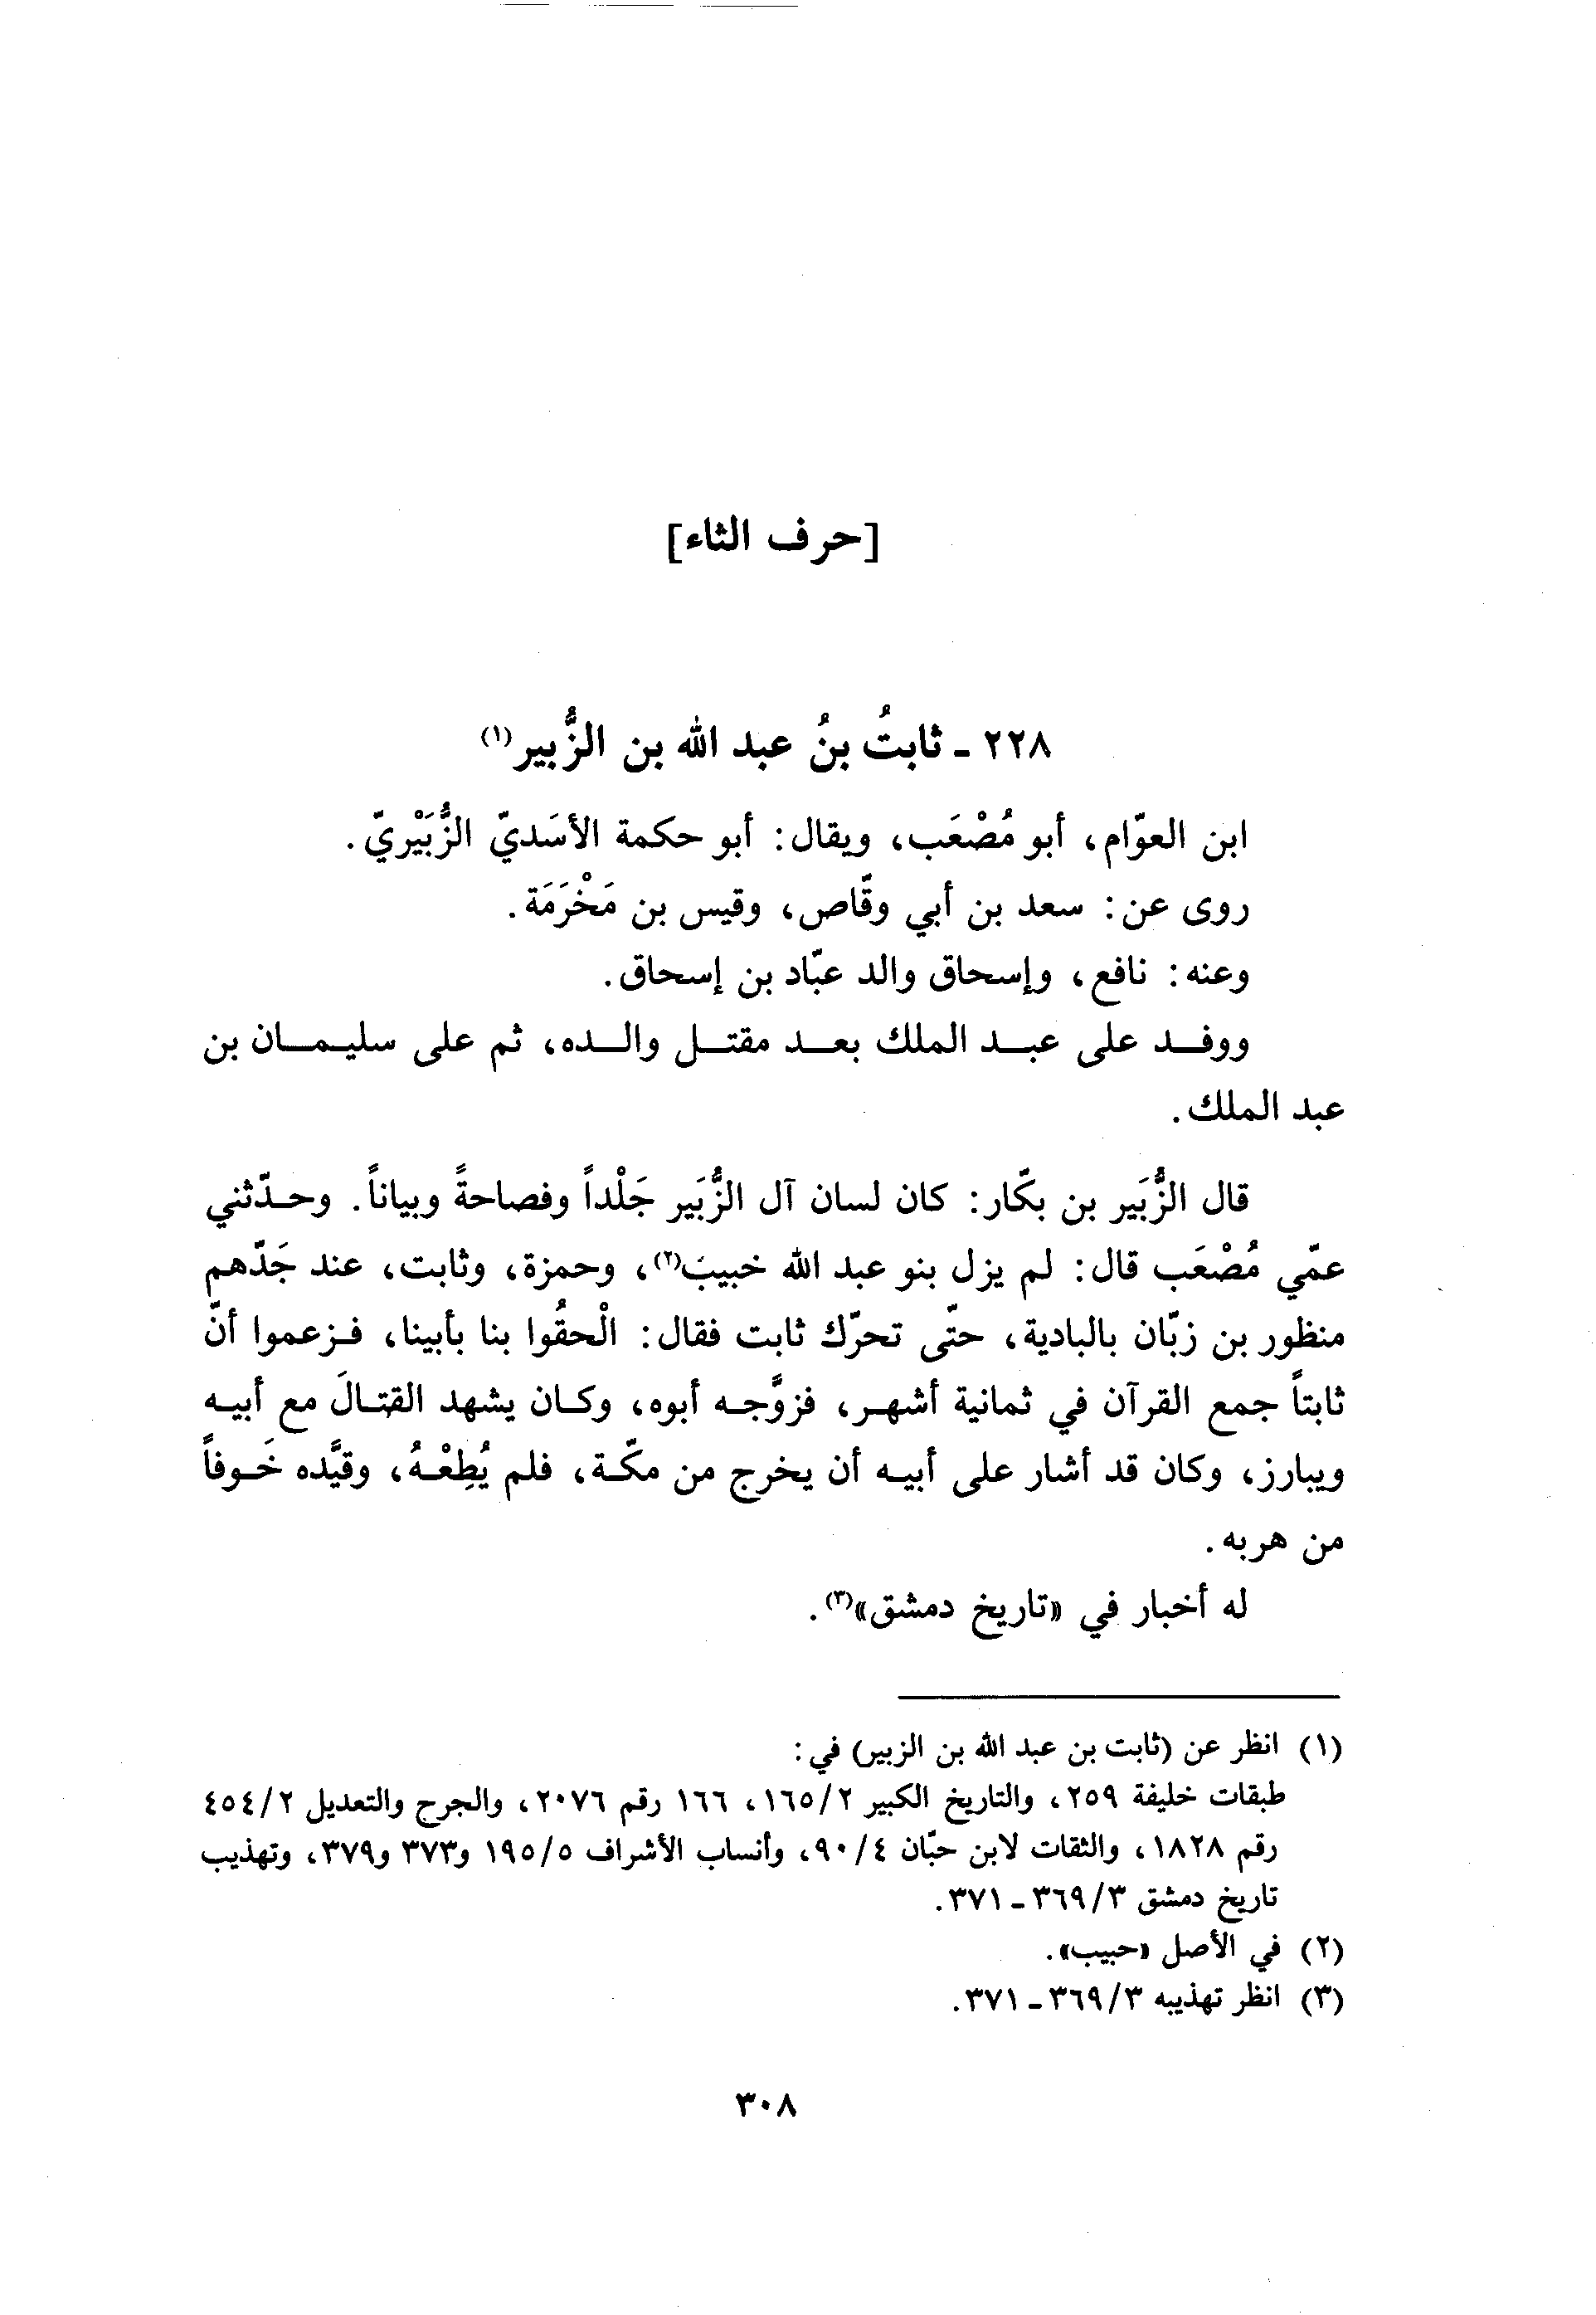 [حرف الثاء]
٢٢٨ ـ ثابتُ بنُ عبد الله بن الزُّبير(١)
ابن العوّام، أبو مُصْعَب، ويقال: أبو حكمة الأسَديّ الزُّبَيْريّ.
روى عن: سعد بن أبي وقّاص، وقيس بن مَخْرَمَة.
وعنه: نافع، وإسحاق والد عبّاد بن إسحاق.
ووفد على عبد الملك بعد مقتل والده، ثم على سليمان بن
عبد الملك.
قال الزُّبَير بن بكّار: كان لسان آل الزُّبَير جَلْداً وفصاحةً وبياناً. وحدّثني
عمّي مُصْعَب قال: لم يزل بنو عبد الله خبيبَ(٢)، وحمزة، وثابت، عند جَدّهم
منظور بن زبّان بالبادية، حتّى تحرّك ثابت فقال: الْحقُوا بنا بأبينا، فزعموا أنّ
ثابتاً جمع القرآن في ثمانية أشهر، فزوَّجه أبوه، وكان يشهد القتالَ مع أبيه
ويبارز، وكان قد أشار على أبيه أن يخرج من مكّة، فلم يُطِعْهُ، وقيَّده خَوفاً
من هربه.
له أخبار في «تاريخ دمشق»(٣).
(١) انظر عن (ثابت بن عبد الله بن الزبير) في:
طبقات خليفة ٢٥٩، والتاريخ الكبير ١٦٥/٢، ١٦٦ رقم ٢٠٧٦، والجرح والتعديل ٤٥٤/٢
رقم ١٨٢٨، والثقات لابن حبّان ٩٠/٤، وأنساب الأشراف ١٩٥/٥ و٣٧٣ و٣٧٩، وتهذيب
تاريخ دمشق ٣٦٩/٣ ـ ٣٧١.
(٢) في الأصل «حبيب».
(٣) انظر تهذيبه ٣٦٩/٣ ـ ٣٧١.
٣٠٨